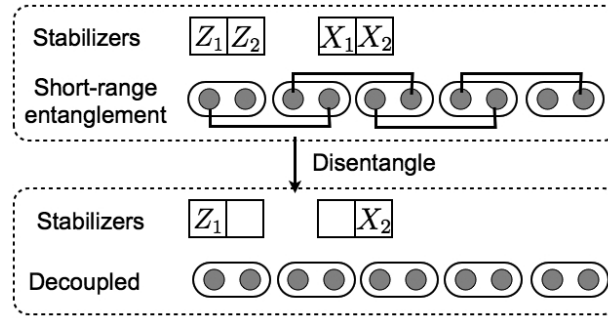 Stabilizers Z₁ Z₂ X₁ X₂
Short-range
entanglement
Disentangle
Stabilizers Z₁ X₂
Decoupled